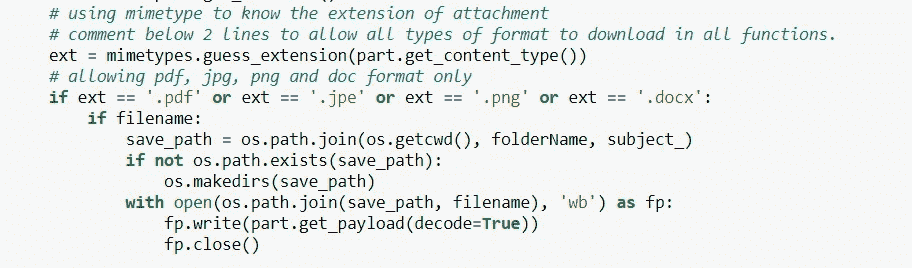 # using mimetype to know the extension of attachment
# comment below 2 lines to allow all types of format to download in all functions.
ext = mimetypes.guess_extension(part.get_content_type())
# allowing pdf, jpg, png and doc format only
if ext == '.pdf' or ext == '.jpe' or ext == '.png' or ext == '.docx':
if filename:
save_path = os.path.join(os.getcwd(), folderName, subject_)
if not os.path.exists(save_path):
os.makedirs(save_path)
with open(os.path.join(save_path, filename), 'wb') as fp:
fp.write(part.get_payload(decode=True))
fp.close()